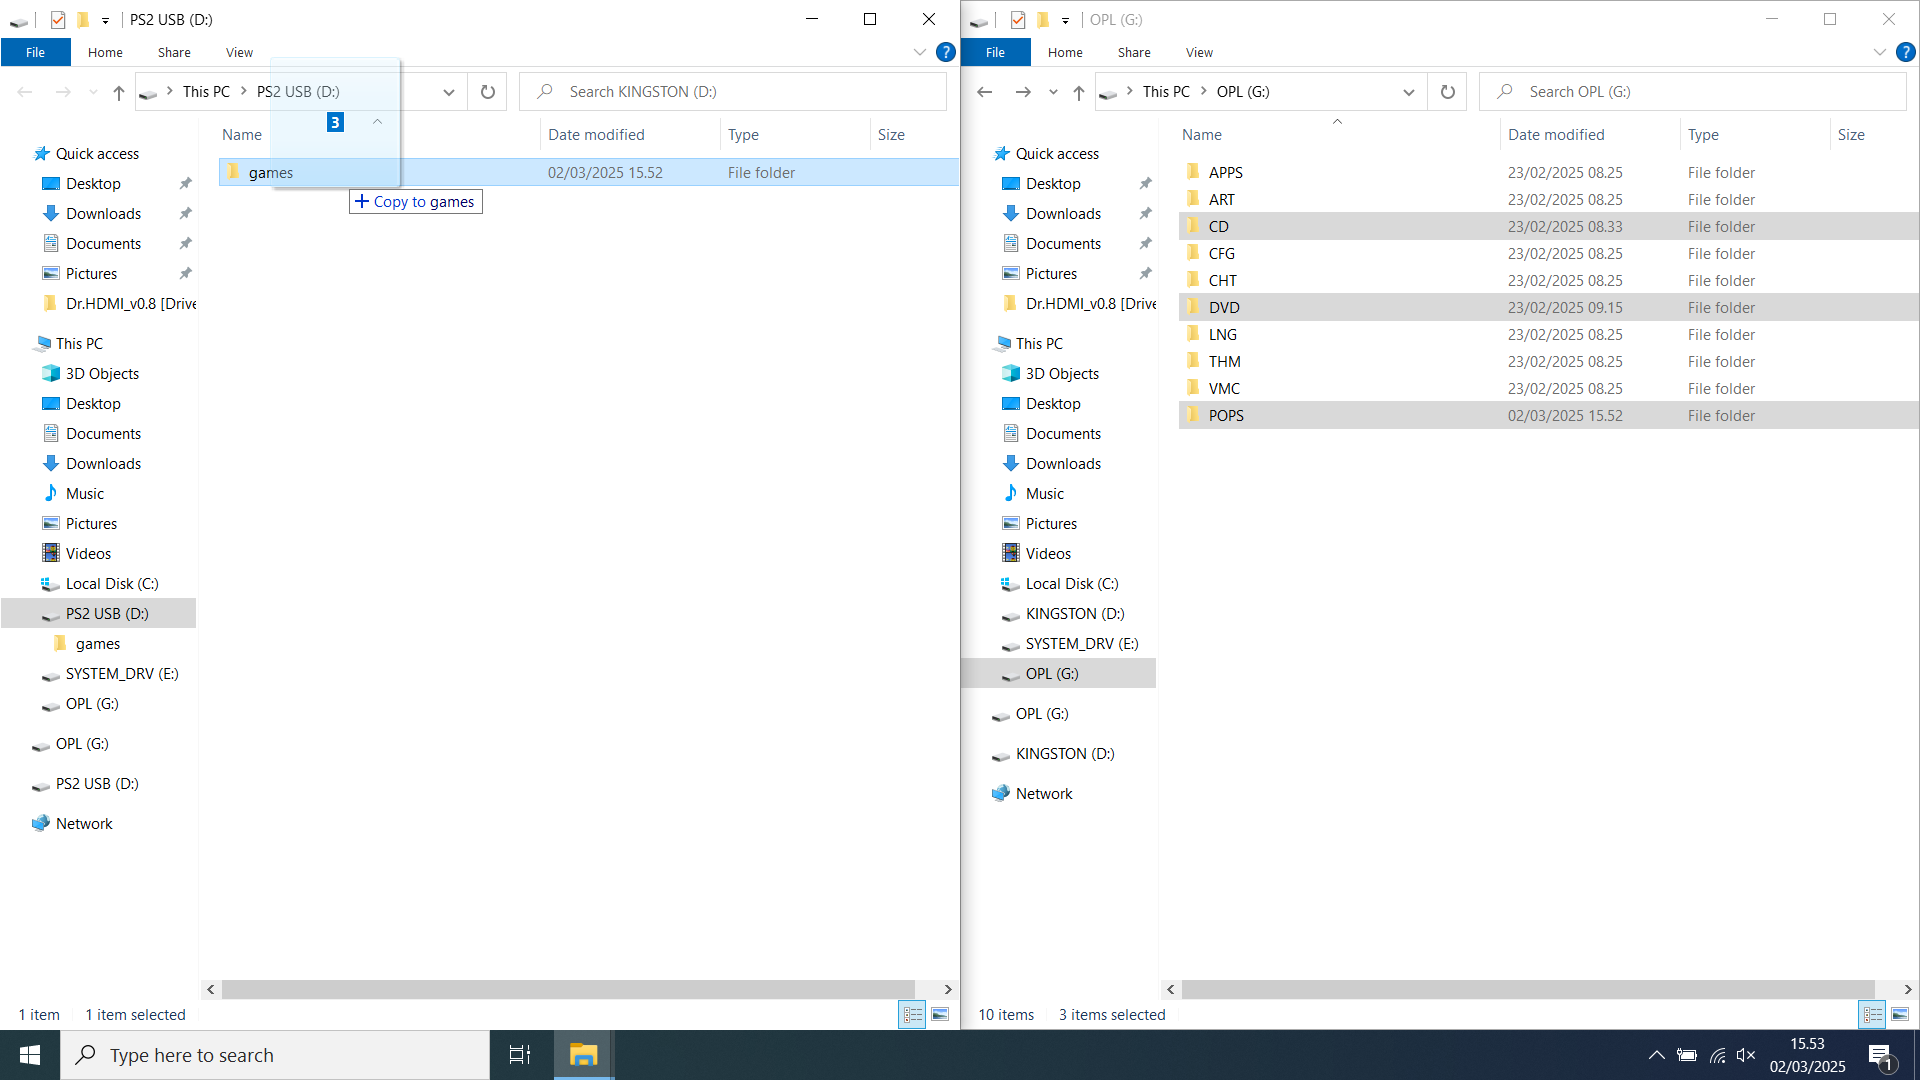 PS2 USB (D:)
File
Home
Share
View
?
This PC
PS2 USB (D:)
Search KINGSTON (D:)
Name
Date modified
Type
Size
3
games
02/03/2025 15.52
File folder
Copy to games
Quick access
Desktop
Downloads
Documents
Pictures
Dr.HDMI_v0.8 [Drive
This PC
3D Objects
Desktop
Documents
Downloads
Music
Pictures
Videos
Local Disk (C:)
PS2 USB (D:)
games
SYSTEM_DRV (E:)
OPL (G:)
OPL (G:)
PS2 USB (D:)
Network
1 item
1 item selected
OPL (G:)
File
Home
Share
View
?
This PC
OPL (G:)
Search OPL (G:)
Name
Date modified
Type
Size
APPS 23/02/2025 08.25 File folder
ART 23/02/2025 08.25 File folder
CD 23/02/2025 08.33 File folder
CFG 23/02/2025 08.25 File folder
CHT 23/02/2025 08.25 File folder
DVD 23/02/2025 09.15 File folder
LNG 23/02/2025 08.25 File folder
THM 23/02/2025 08.25 File folder
VMC 23/02/2025 08.25 File folder
POPS 02/03/2025 15.52 File folder
Quick access
Desktop
Downloads
Documents
Pictures
Dr.HDMI_v0.8 [Drive
This PC
3D Objects
Desktop
Documents
Downloads
Music
Pictures
Videos
Local Disk (C:)
KINGSTON (D:)
SYSTEM_DRV (E:)
OPL (G:)
OPL (G:)
KINGSTON (D:)
Network
10 items
3 items selected
Type here to search
15.53
02/03/2025
1